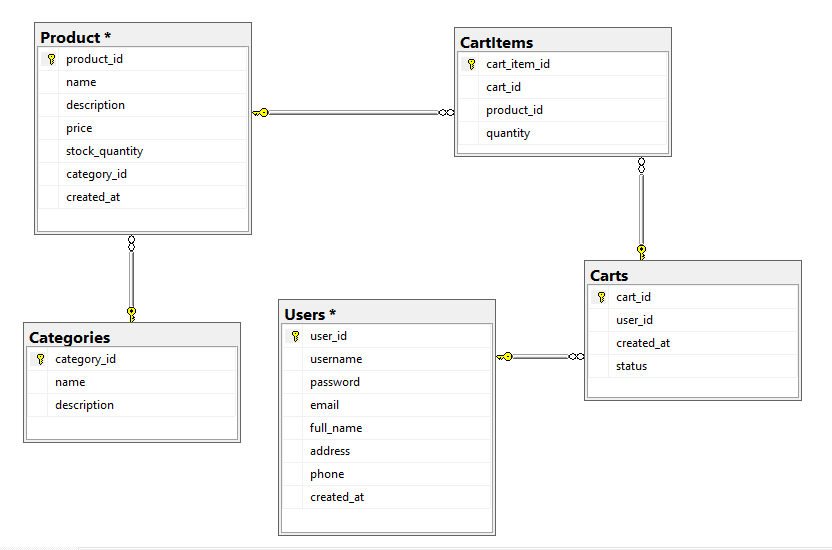 Product *
product_id
name
description
price
stock_quantity
category_id
created_at
CartItems
cart_item_id
cart_id
product_id
quantity
Categories
category_id
name
description
Users *
user_id
username
password
email
full_name
address
phone
created_at
Carts
cart_id
user_id
created_at
status